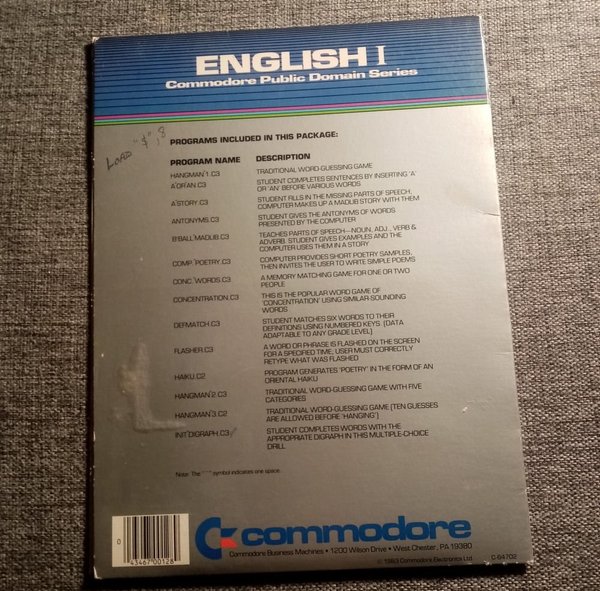 ENGLISH I
Commodore Public Domain Series
LOAD "$",8
PROGRAMS INCLUDED IN THIS PACKAGE:
PROGRAM NAME DESCRIPTION
HANGMAN`1.C3 TRADITIONAL WORD-GUESSING GAME
A`OR`AN.C3 STUDENT COMPLETES SENTENCES BY INSERTING 'A'
OR 'AN' BEFORE VARIOUS WORDS
A`STORY.C3 STUDENT FILLS IN THE MISSING PARTS OF SPEECH,
COMPUTER MAKES UP A MADLIB STORY WITH THEM
ANTONYMS.C3 STUDENT GIVES THE ANTONYMS OF WORDS
PRESENTED BY THE COMPUTER
B'BALL`MADLIB.C3 TEACHES PARTS OF SPEECH—NOUN, ADJ., VERB &
ADVERB. STUDENT GIVES EXAMPLES AND THE
COMPUTER USES THEM IN A STORY
COMP.`POETRY.C3 COMPUTER PROVIDES SHORT POETRY SAMPLES,
THEN INVITES THE USER TO WRITE SIMPLE POEMS
CONC.`WORDS.C3 A MEMORY MATCHING GAME FOR ONE OR TWO
PEOPLE
CONCENTRATION.C3 THIS IS THE POPULAR WORD GAME OF
'CONCENTRATION' USING SIMILAR-SOUNDING
WORDS
DEFMATCH.C3 STUDENT MATCHES SIX WORDS TO THEIR
DEFINITIONS USING NUMBERED KEYS (DATA
ADAPTABLE TO ANY GRADE LEVEL)
FLASHER.C3 A WORD OR PHRASE IS FLASHED ON THE SCREEN
FOR A SPECIFIED TIME, USER MUST CORRECTLY
RETYPE WHAT WAS FLASHED
HAIKU.C2 PROGRAM GENERATES 'POETRY' IN THE FORM OF AN
ORIENTAL HAIKU
HANGMAN`2.C3 TRADITIONAL WORD-GUESSING GAME WITH FIVE
CATEGORIES
HANGMAN`3.C2 TRADITIONAL WORD-GUESSING GAME (TEN GUESSES
ARE ALLOWED BEFORE 'HANGING')
INIT`DIGRAPH.C3 STUDENT COMPLETES WORDS WITH THE
APPROPRIATE DIGRAPH IN THIS MULTIPLE-CHOICE
DRILL
Note: The "`" symbol indicates one space.
commodore
Commodore Business Machines • 1200 Wilson Drive • West Chester, PA 19380
© 1983 Commodore Electronics Ltd. C-64702
0 43467 00128